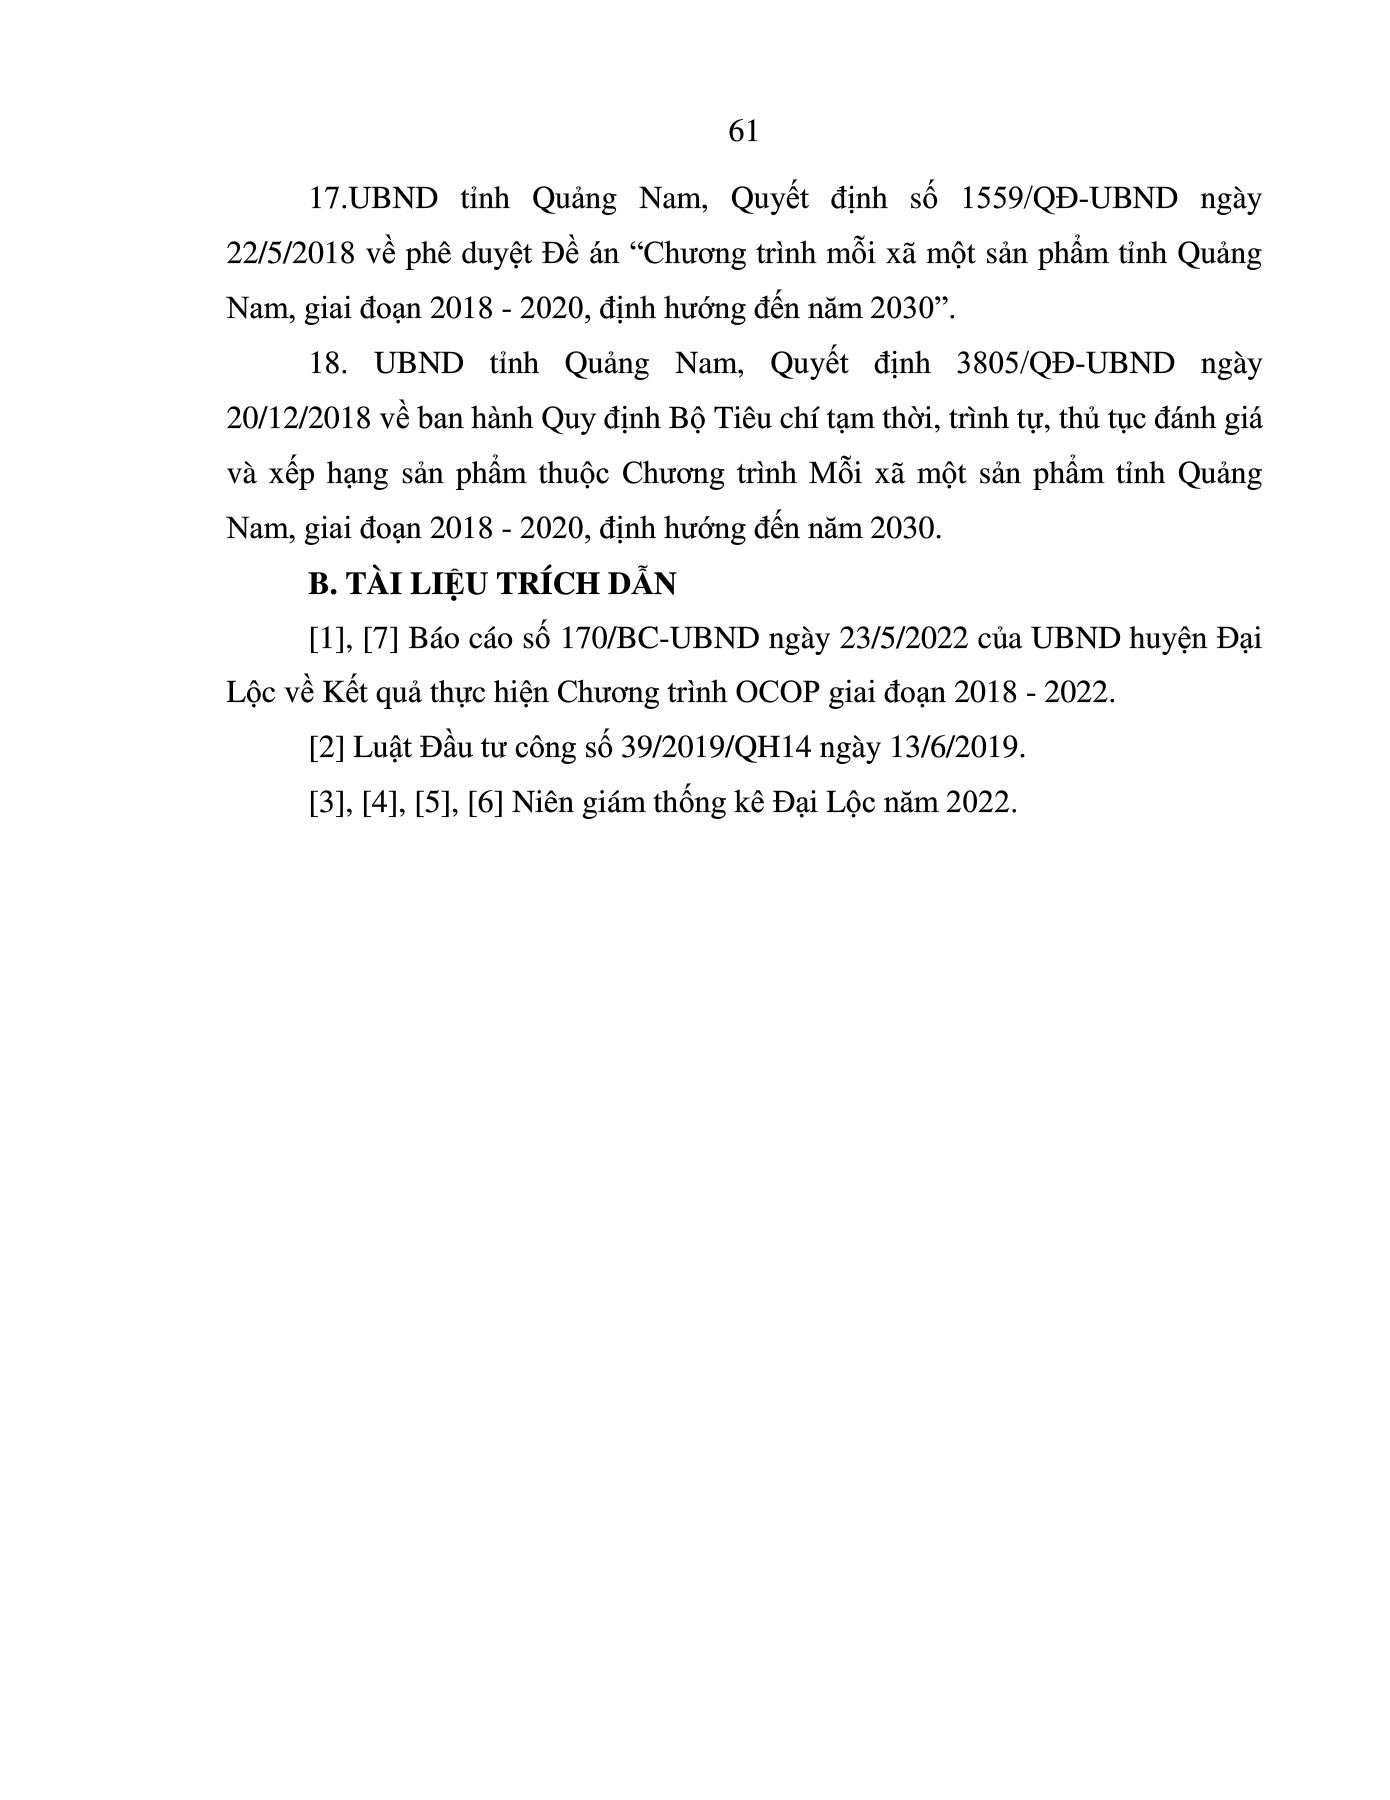 61
17.UBND tỉnh Quảng Nam, Quyết định số 1559/QĐ-UBND ngày
22/5/2018 về phê duyệt Đề án “Chương trình mỗi xã một sản phẩm tỉnh Quảng
Nam, giai đoạn 2018 - 2020, định hướng đến năm 2030”.
18. UBND tỉnh Quảng Nam, Quyết định 3805/QĐ-UBND ngày
20/12/2018 về ban hành Quy định Bộ Tiêu chí tạm thời, trình tự, thủ tục đánh giá
và xếp hạng sản phẩm thuộc Chương trình Mỗi xã một sản phẩm tỉnh Quảng
Nam, giai đoạn 2018 - 2020, định hướng đến năm 2030.
B. TÀI LIỆU TRÍCH DẪN
[1], [7] Báo cáo số 170/BC-UBND ngày 23/5/2022 của UBND huyện Đại
Lộc về Kết quả thực hiện Chương trình OCOP giai đoạn 2018 - 2022.
[2] Luật Đầu tư công số 39/2019/QH14 ngày 13/6/2019.
[3], [4], [5], [6] Niên giám thống kê Đại Lộc năm 2022.